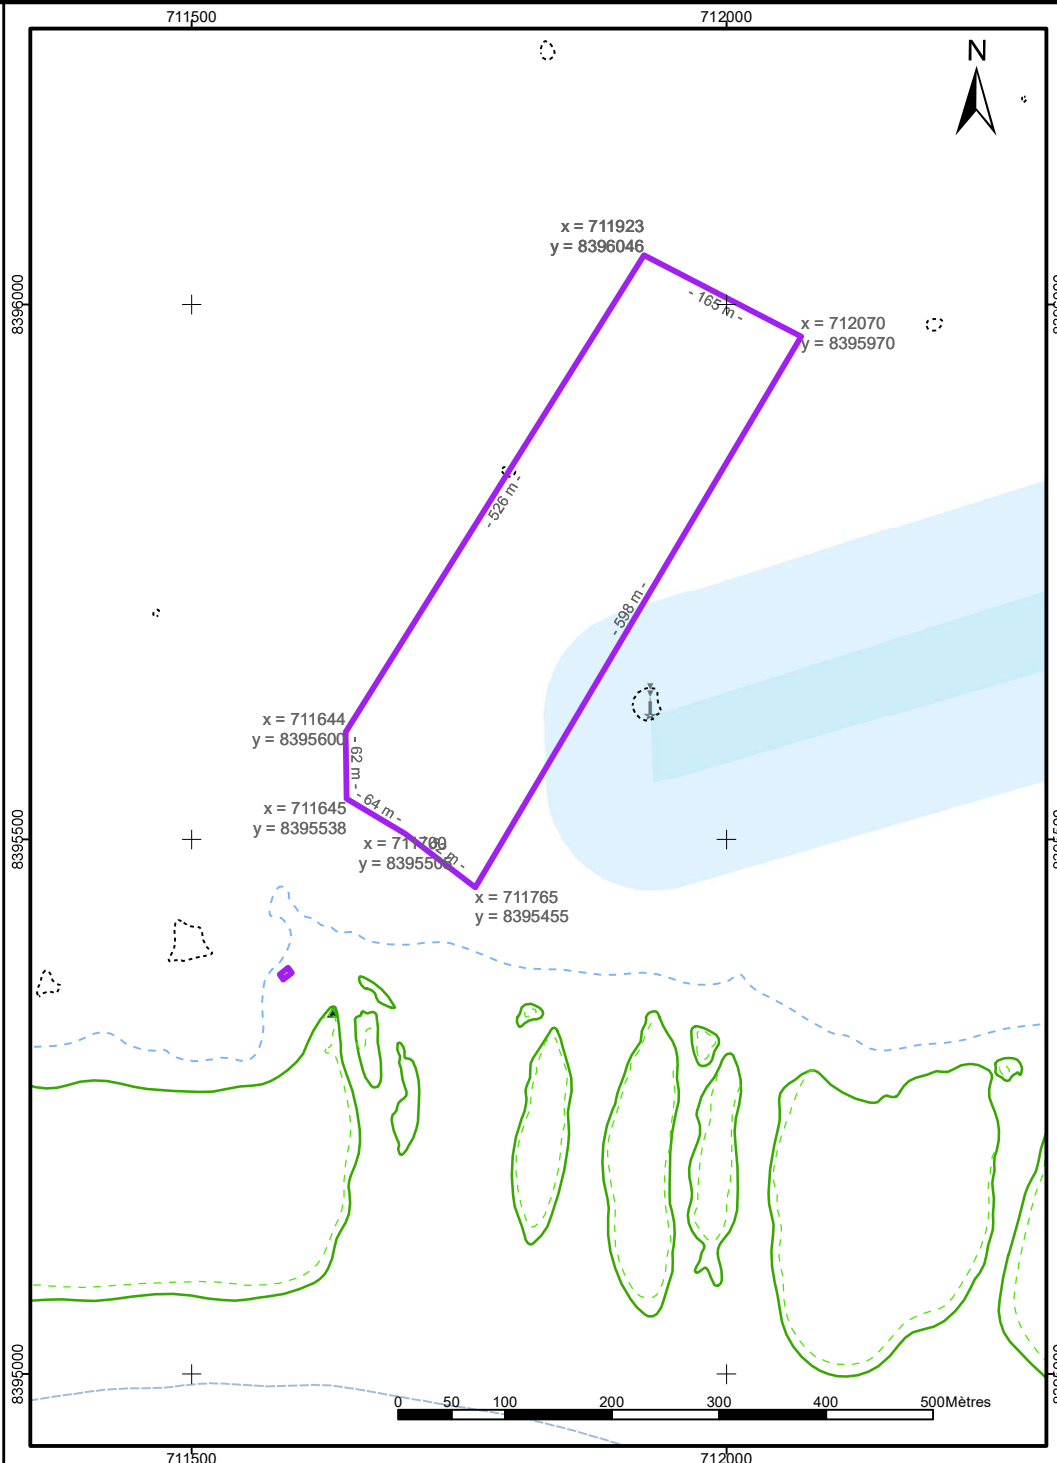 711500
712000
N
x = 711923
y = 8396046
8396000
- 165 m -
x = 712070
y = 8395970
- 526 m -
- 598 m -
x = 711644
y = 8395600
- 62 m -
x = 711645
y = 8395538
- 64 m -
y = 8395505
8395500
x = 711765
y = 8395455
8395000
0
50
100
200
300
400
500Mètres
711500
712000